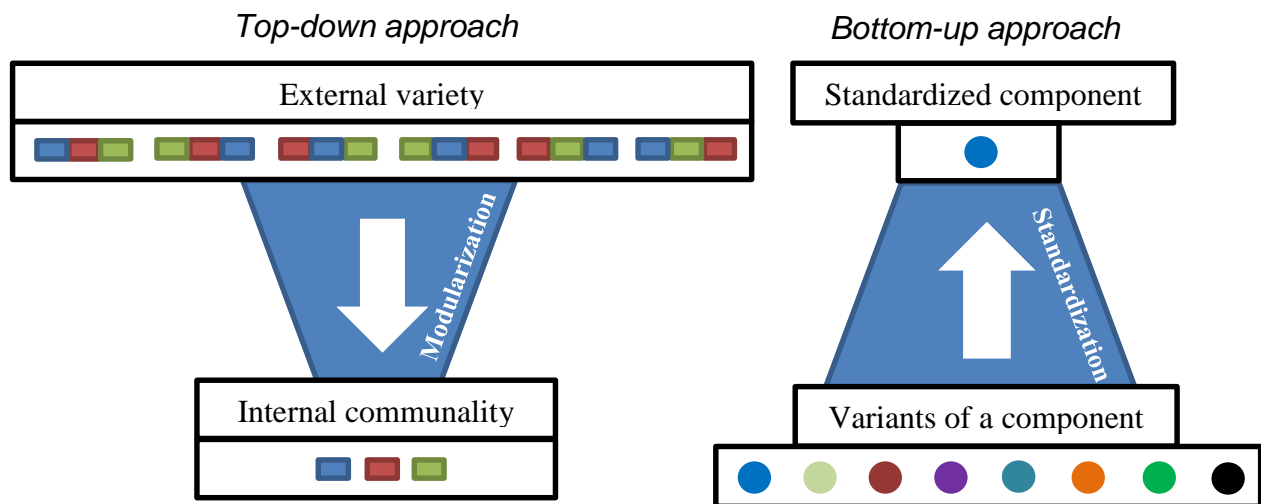 Top-down approach
External variety
Modularization
Internal communality
Bottom-up approach
Standardized component
Standardization
Variants of a component